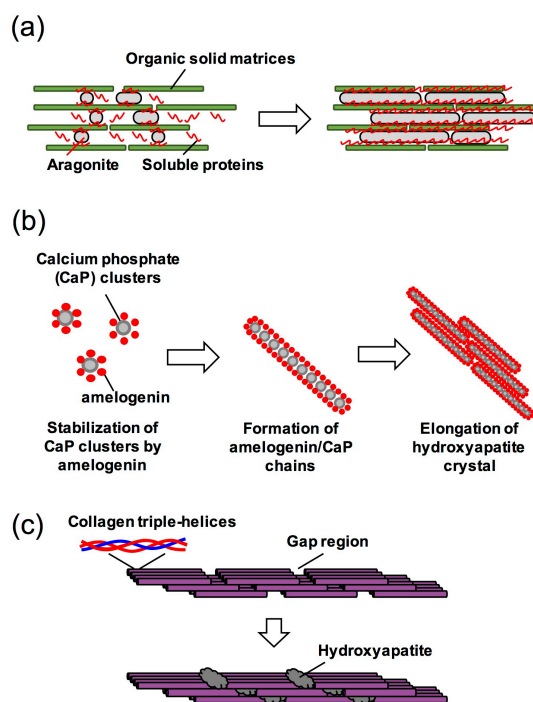 (a)
Organic solid matrices
Aragonite
Soluble proteins
(b)
Calcium phosphate
(CaP) clusters
amelogenin
Stabilization of
CaP clusters by
amelogenin
Formation of
amelogenin/CaP
chains
Elongation of
hydroxyapatite
crystal
(c)
Collagen triple-helices
Gap region
Hydroxyapatite